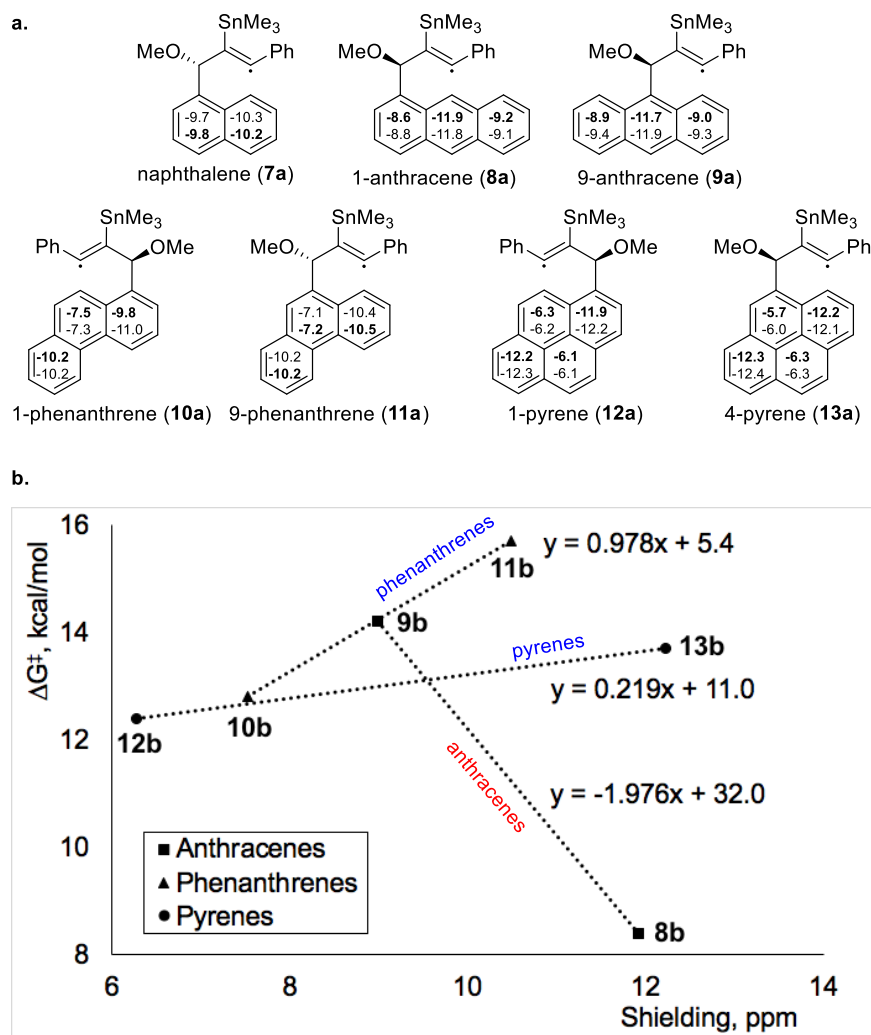 a.
SnMe3 SnMe3 SnMe3
MeO Ph MeO Ph MeO Ph
-9.7 -10.3 -8.6 -11.9 -9.2 -8.9 -11.7 -9.0
-9.8 -10.2 -8.8 -11.8 -9.1 -9.4 -11.9 -9.3
naphthalene (7a) 1-anthracene (8a) 9-anthracene (9a)
SnMe3 SnMe3 SnMe3 SnMe3
Ph OMe MeO Ph Ph OMe MeO Ph
-7.5 -9.8 -7.1 -10.4 -6.3 -11.9 -5.7 -12.2
-7.3 -11.0 -7.2 -10.5 -6.2 -12.2 -6.0 -12.1
-10.2 -10.2 -12.2 -6.1 -12.3 -6.3
-10.2 -10.2 -12.3 -6.1 -12.4 -6.3
1-phenanthrene (10a) 9-phenanthrene (11a) 1-pyrene (12a) 4-pyrene (13a)
b.
16
phenanthrenes
y = 0.978x + 5.4
11b
14
9b
pyrenes
13b
ΔG‡, kcal/mol
y = 0.219x + 11.0
12
12b
10b
anthracenes
y = -1.976x + 32.0
10
Anthracenes
Phenanthrenes
Pyrenes
8b
8
6 8 10 12 14
Shielding, ppm